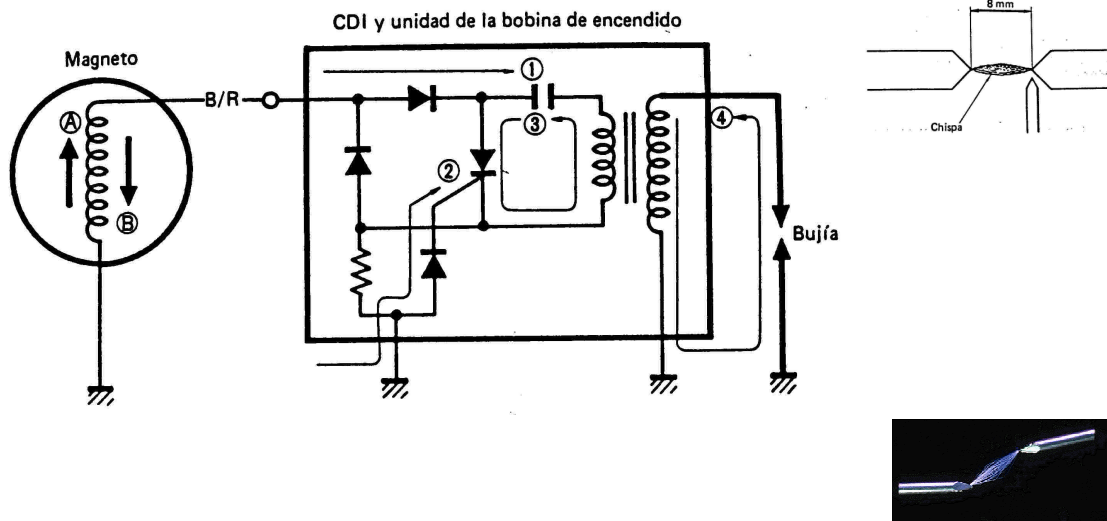 CDI y unidad de la bobina de encendido
8 mm
Chispa
Magneto
A
B
B/R
1
2
3
4
Bujía